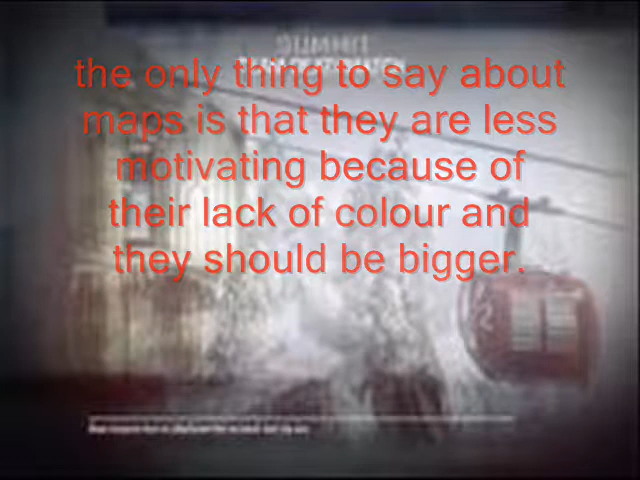 SUMMIT
the only thing to say about
maps is that they are less
motivating because of
their lack of colour and
they should be bigger.